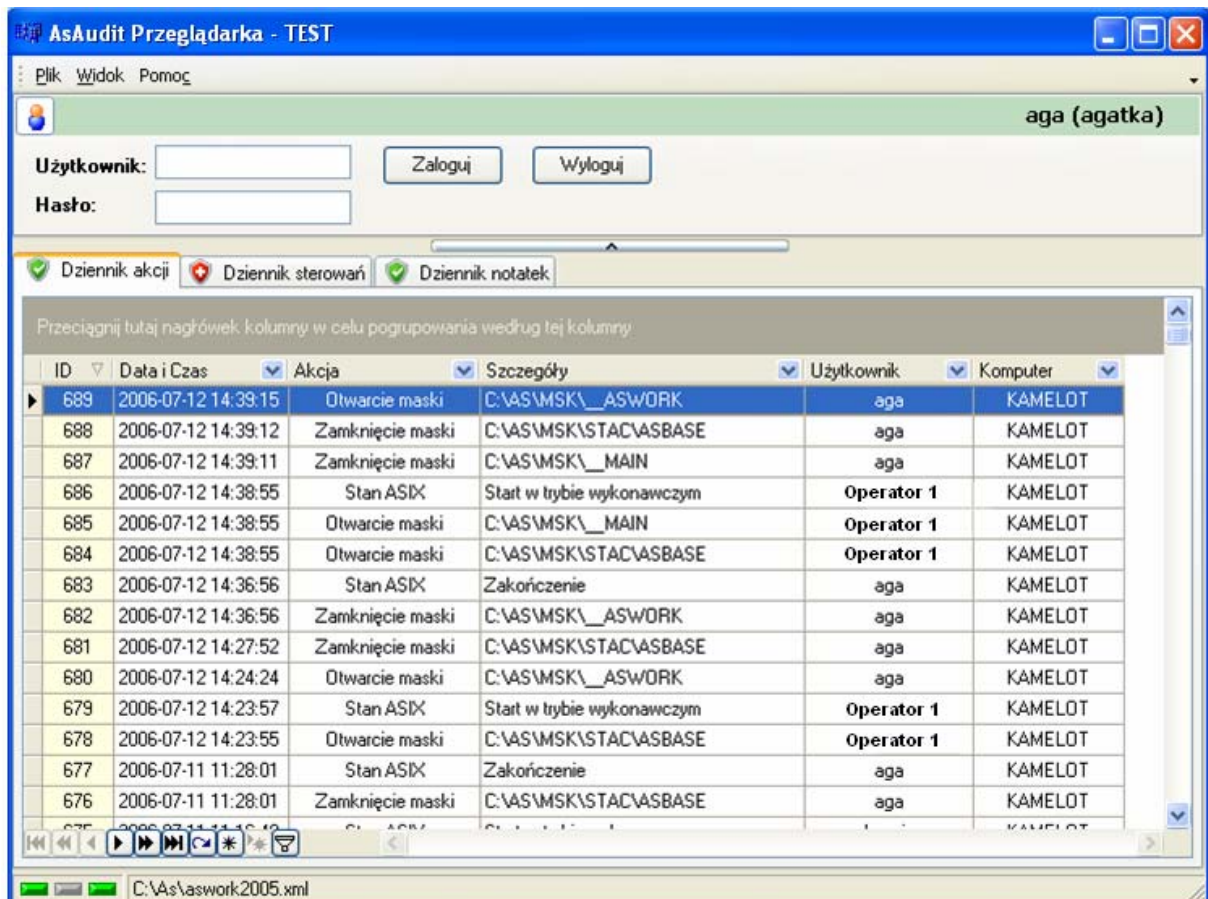 AsAudit Przeglądarka - TEST
Plik Widok Pomoc
aga (agatka)
Użytkownik: Zaloguj Wyloguj
Hasło:
Dziennik akcji Dziennik sterowań Dziennik notatek
Przeciągnij tutaj nagłówek kolumny w celu pogrupowania według tej kolumny
ID Data i Czas Akcja Szczegóły Użytkownik Komputer
689 2006-07-12 14:39:15 Otwarcie maski C:\AS\MSK\__ASWORK aga KAMELOT
688 2006-07-12 14:39:12 Zamknięcie maski C:\AS\MSK\STAC\ASBASE aga KAMELOT
687 2006-07-12 14:39:11 Zamknięcie maski C:\AS\MSK\__MAIN aga KAMELOT
686 2006-07-12 14:38:55 Stan ASIX Start w trybie wykonawczym Operator 1 KAMELOT
685 2006-07-12 14:38:55 Otwarcie maski C:\AS\MSK\__MAIN Operator 1 KAMELOT
684 2006-07-12 14:38:55 Otwarcie maski C:\AS\MSK\STAC\ASBASE Operator 1 KAMELOT
683 2006-07-12 14:36:56 Stan ASIX Zakończenie aga KAMELOT
682 2006-07-12 14:36:56 Zamknięcie maski C:\AS\MSK\__ASWORK aga KAMELOT
681 2006-07-12 14:27:52 Zamknięcie maski C:\AS\MSK\STAC\ASBASE aga KAMELOT
680 2006-07-12 14:24:24 Otwarcie maski C:\AS\MSK\__ASWORK aga KAMELOT
679 2006-07-12 14:23:57 Stan ASIX Start w trybie wykonawczym Operator 1 KAMELOT
678 2006-07-12 14:23:55 Otwarcie maski C:\AS\MSK\STAC\ASBASE Operator 1 KAMELOT
677 2006-07-11 11:28:01 Stan ASIX Zakończenie aga KAMELOT
676 2006-07-11 11:28:01 Zamknięcie maski C:\AS\MSK\STAC\ASBASE aga KAMELOT
C:\As\aswork2005.xml